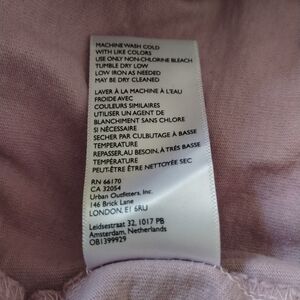 MACHINE WASH COLD
WITH LIKE COLORS
USE ONLY NON-CHLORINE BLEACH
TUMBLE DRY LOW
LOW IRON AS NEEDED
MAY BE DRY CLEANED
LAVER À LA MACHINE À L'EAU
FROIDE AVEC
COULEURS SIMILAIRES
UTILISER UN AGENT DE
BLANCHIMENT SANS CHLORE
SI NÉCESSAIRE
SECHER PAR CULBUTAGE À BASSE
TEMPÉRATURE
REPASSER, AU BESOIN, À TRÈS BASSE
TEMPÉRATURE
PEUT-ÊTRE ÊTRE NETTOYÉE SEC
RN 66170
CA 32054
Urban Outfitters, Inc.
146 Brick Lane
LONDON, E1 6RU
Leidsestraat 32, 1017 PB
Amsterdam, Netherlands
OB1399929